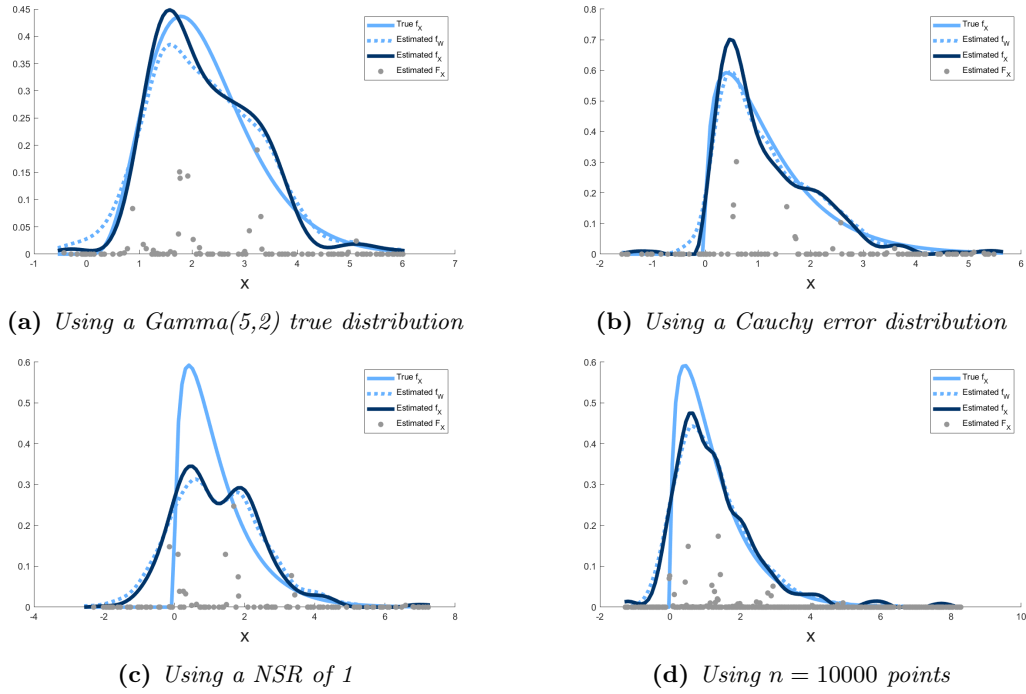 0.45
0.4
0.35
0.3
0.25
0.2
0.15
0.1
0.05
0
-1 0 1 2 3 4 5 6 7
x
True f_X
Estimated f_W
Estimated f_X
Estimated F_X
(a) Using a Gamma(5,2) true distribution
0.8
0.7
0.6
0.5
0.4
0.3
0.2
0.1
0
-2 -1 0 1 2 3 4 5 6
x
True f_X
Estimated f_W
Estimated f_X
Estimated F_X
(b) Using a Cauchy error distribution
0.6
0.5
0.4
0.3
0.2
0.1
0
-4 -2 0 2 4 6 8
x
True f_X
Estimated f_W
Estimated f_X
Estimated F_X
(c) Using a NSR of 1
0.6
0.5
0.4
0.3
0.2
0.1
0
-2 0 2 4 6 8 10
x
True f_X
Estimated f_W
Estimated f_X
Estimated F_X
(d) Using n = 10000 points